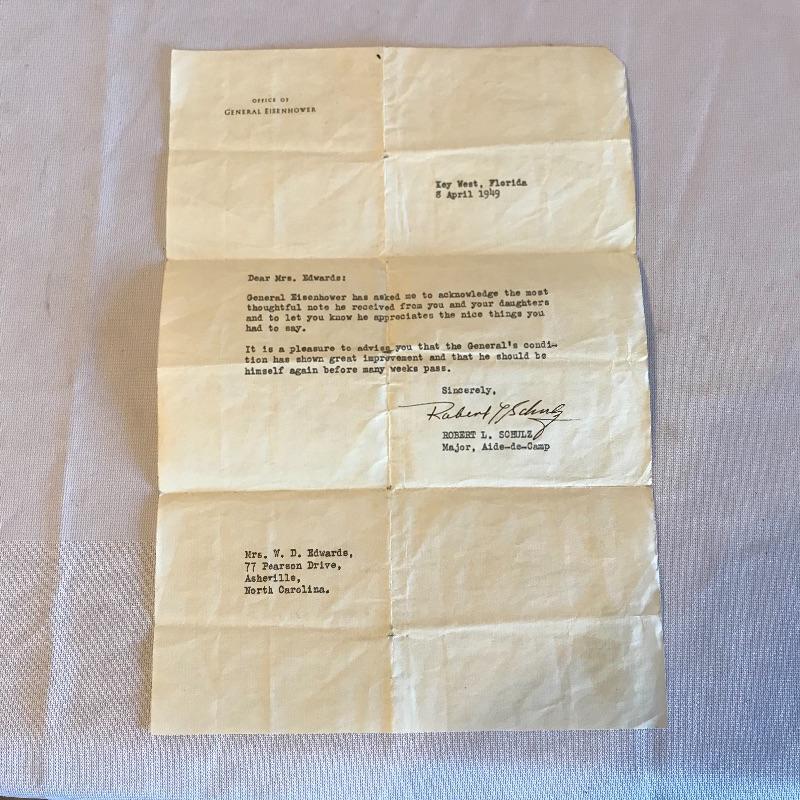 OFFICE OF
GENERAL EISENHOWER
Key West, Florida
8 April 1949
Dear Mrs. Edwards:
General Eisenhower has asked me to acknowledge the most
thoughtful note he received from you and your daughters
and to let you know he appreciates the nice things you
had to say.
It is a pleasure to advise you that the General's condi-
tion has shown great improvement and that he should be
himself again before many weeks pass.
Sincerely,
Robert L Schulz
ROBERT L. SCHULZ
Major, Aide-de-Camp
Mrs. W. D. Edwards,
77 Pearson Drive,
Asheville,
North Carolina.